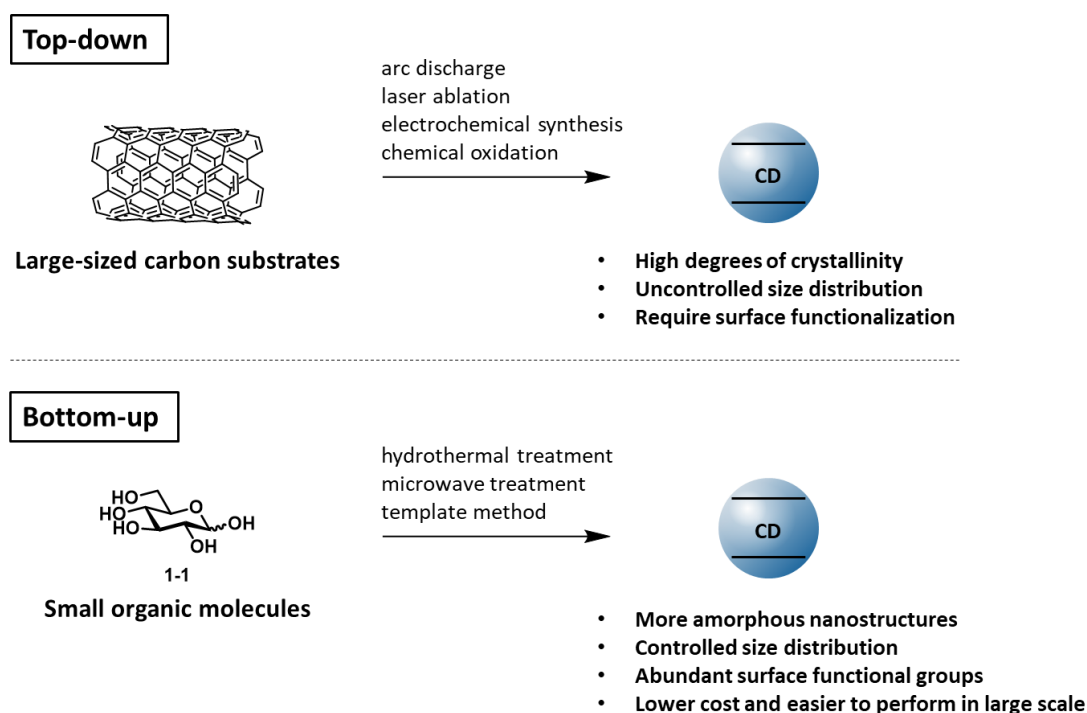 Top-down
arc discharge
laser ablation
electrochemical synthesis
chemical oxidation
CD
Large-sized carbon substrates
• High degrees of crystallinity
• Uncontrolled size distribution
• Require surface functionalization
Bottom-up
hydrothermal treatment
microwave treatment
template method
HO
HO
HO
O
OH
OH
1-1
CD
Small organic molecules
• More amorphous nanostructures
• Controlled size distribution
• Abundant surface functional groups
• Lower cost and easier to perform in large scale